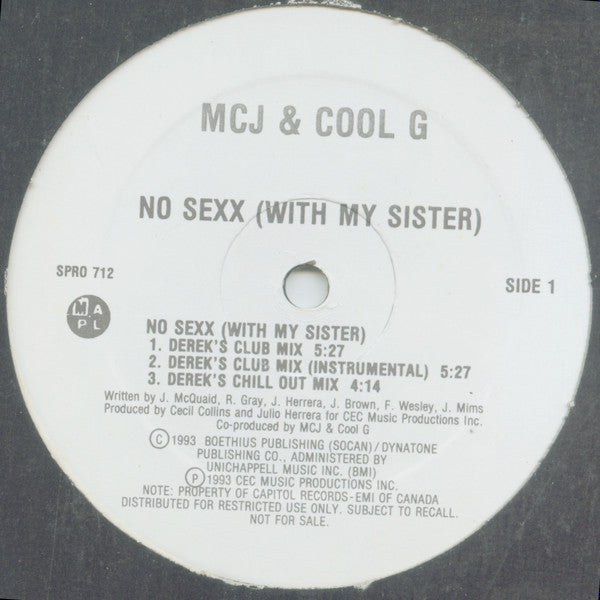 MCJ & COOL G
NO SEXX (WITH MY SISTER)
SPRO 712
SIDE 1
M A
P L
NO SEXX (WITH MY SISTER)
1. DEREK'S CLUB MIX 5:27
2. DEREK'S CLUB MIX (INSTRUMENTAL) 5:27
3. DEREK'S CHILL OUT MIX 4:14
Written by J. McQuaid, R. Gray, J. Herrera, J. Brown, F. Wesley, J. Mims
Produced by Cecil Collins and Julio Herrera for CEC Music Productions Inc.
Co-produced by MCJ & Cool G
Ⓒ1993 BOETHIUS PUBLISHING (SOCAN)/DYNATONE
PUBLISHING CO., ADMINISTERED BY
UNICHAPPELL MUSIC INC. (BMI)
Ⓟ1993 CEC MUSIC PRODUCTIONS INC.
NOTE: PROPERTY OF CAPITOL RECORDS-EMI OF CANADA
DISTRIBUTED FOR RESTRICTED USE ONLY. SUBJECT TO RECALL.
NOT FOR SALE.